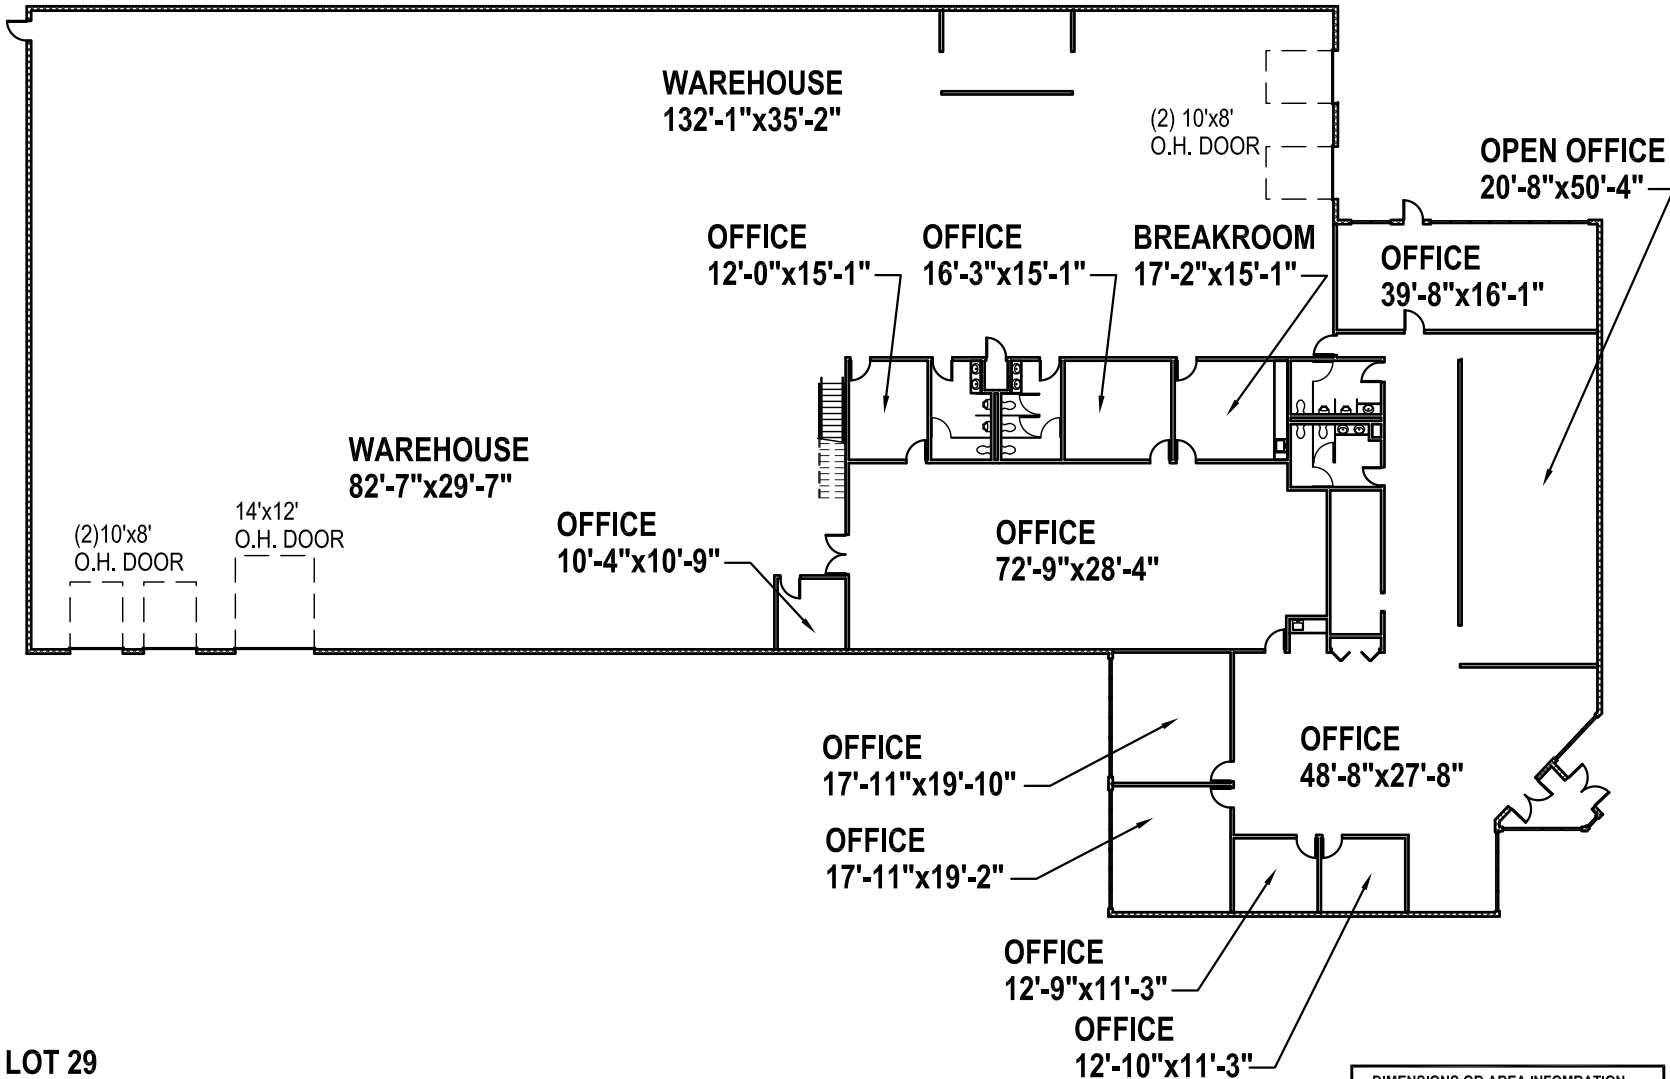 WAREHOUSE
132'-1"x35'-2"
(2) 10'x8'
O.H. DOOR
OPEN OFFICE
20'-8"x50'-4"
OFFICE
12'-0"x15'-1"
OFFICE
16'-3"x15'-1"
BREAKROOM
17'-2"x15'-1"
OFFICE
39'-8"x16'-1"
WAREHOUSE
82'-7"x29'-7"
(2)10'x8'
O.H. DOOR
14'x12'
O.H. DOOR
OFFICE
10'-4"x10'-9"
OFFICE
72'-9"x28'-4"
OFFICE
17'-11"x19'-10"
OFFICE
17'-11"x19'-2"
OFFICE
48'-8"x27'-8"
OFFICE
12'-9"x11'-3"
OFFICE
12'-10"x11'-3"
LOT 29
DIMENSIONS OR AREA INFOMRATION